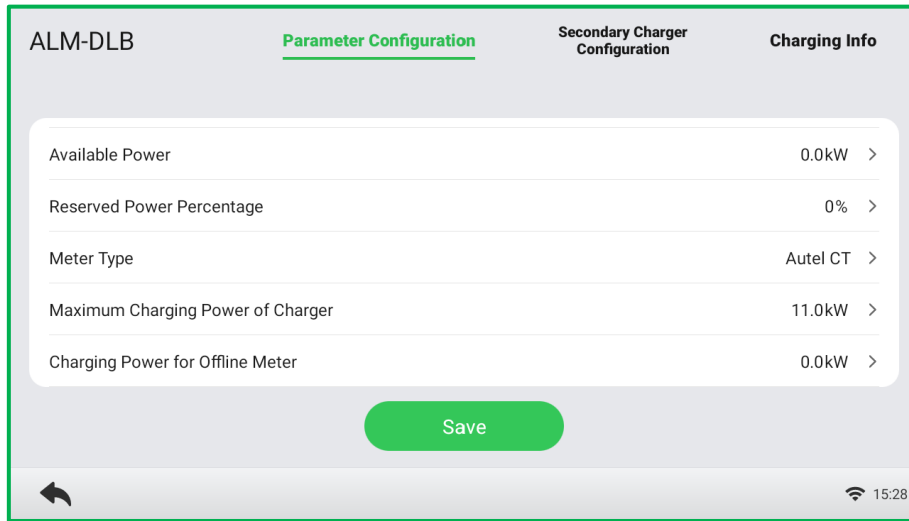 ALM-DLB
Parameter Configuration
Secondary Charger
Configuration
Charging Info
Available Power 0.0kW
Reserved Power Percentage 0%
Meter Type Autel CT
Maximum Charging Power of Charger 11.0kW
Charging Power for Offline Meter 0.0kW
Save
15:28